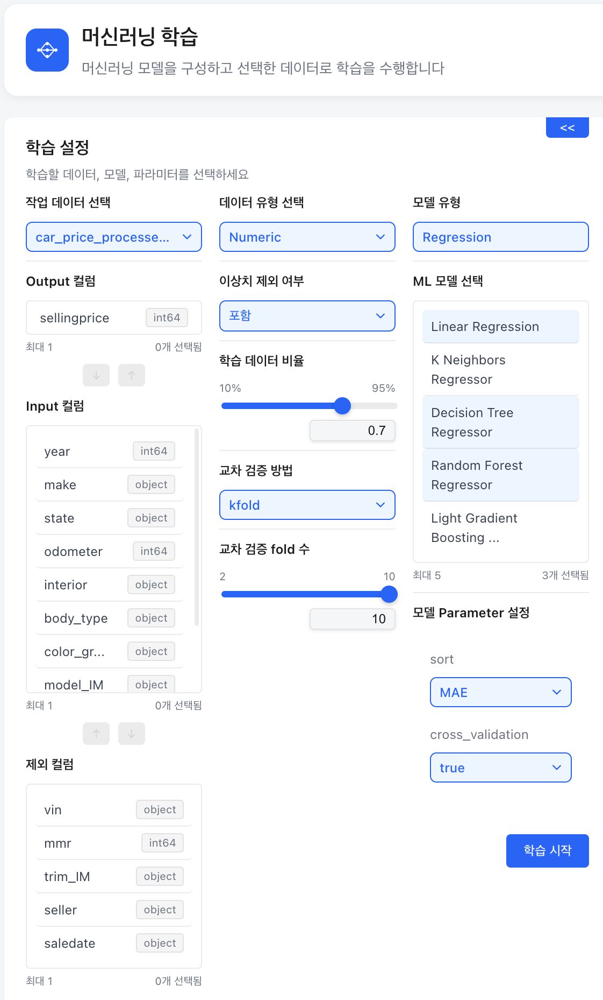 머신러닝 학습
머신러닝 모델을 구성하고 선택한 데이터로 학습을 수행합니다
<<
학습 설정
학습할 데이터, 모델, 파라미터를 선택하세요
작업 데이터 선택
car_price_processe...
Output 컬럼
sellingprice int64
최대 1 0개 선택됨
↓ ↑
Input 컬럼
year int64
make object
state object
odometer int64
interior object
body_type object
color_gr... object
model_IM object
최대 1 0개 선택됨
↑ ↓
제외 컬럼
vin object
mmr int64
trim_IM object
seller object
saledate object
최대 1 0개 선택됨
데이터 유형 선택
Numeric
이상치 제외 여부
포함
학습 데이터 비율
10% 95%
0.7
교차 검증 방법
kfold
교차 검증 fold 수
2 10
10
모델 유형
Regression
ML 모델 선택
Linear Regression
K Neighbors
Regressor
Decision Tree
Regressor
Random Forest
Regressor
Light Gradient
Boosting ...
최대 5 3개 선택됨
모델 Parameter 설정
sort
MAE
cross_validation
true
학습 시작